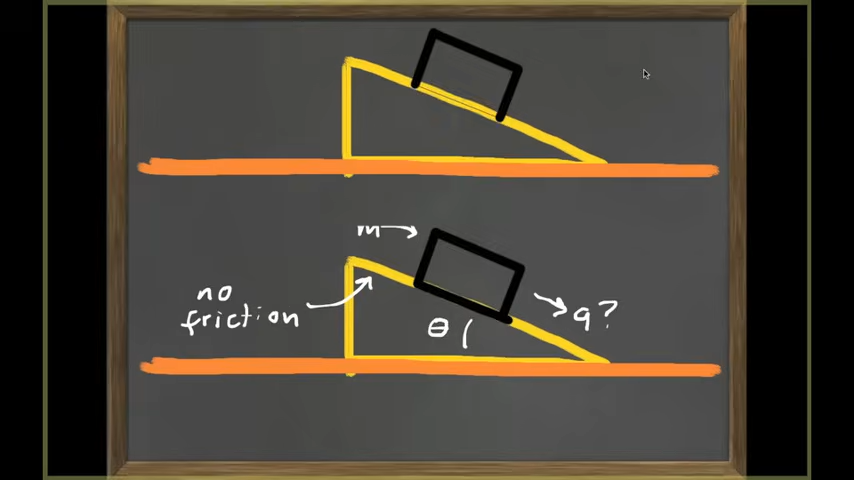 m
no
friction
θ
a?